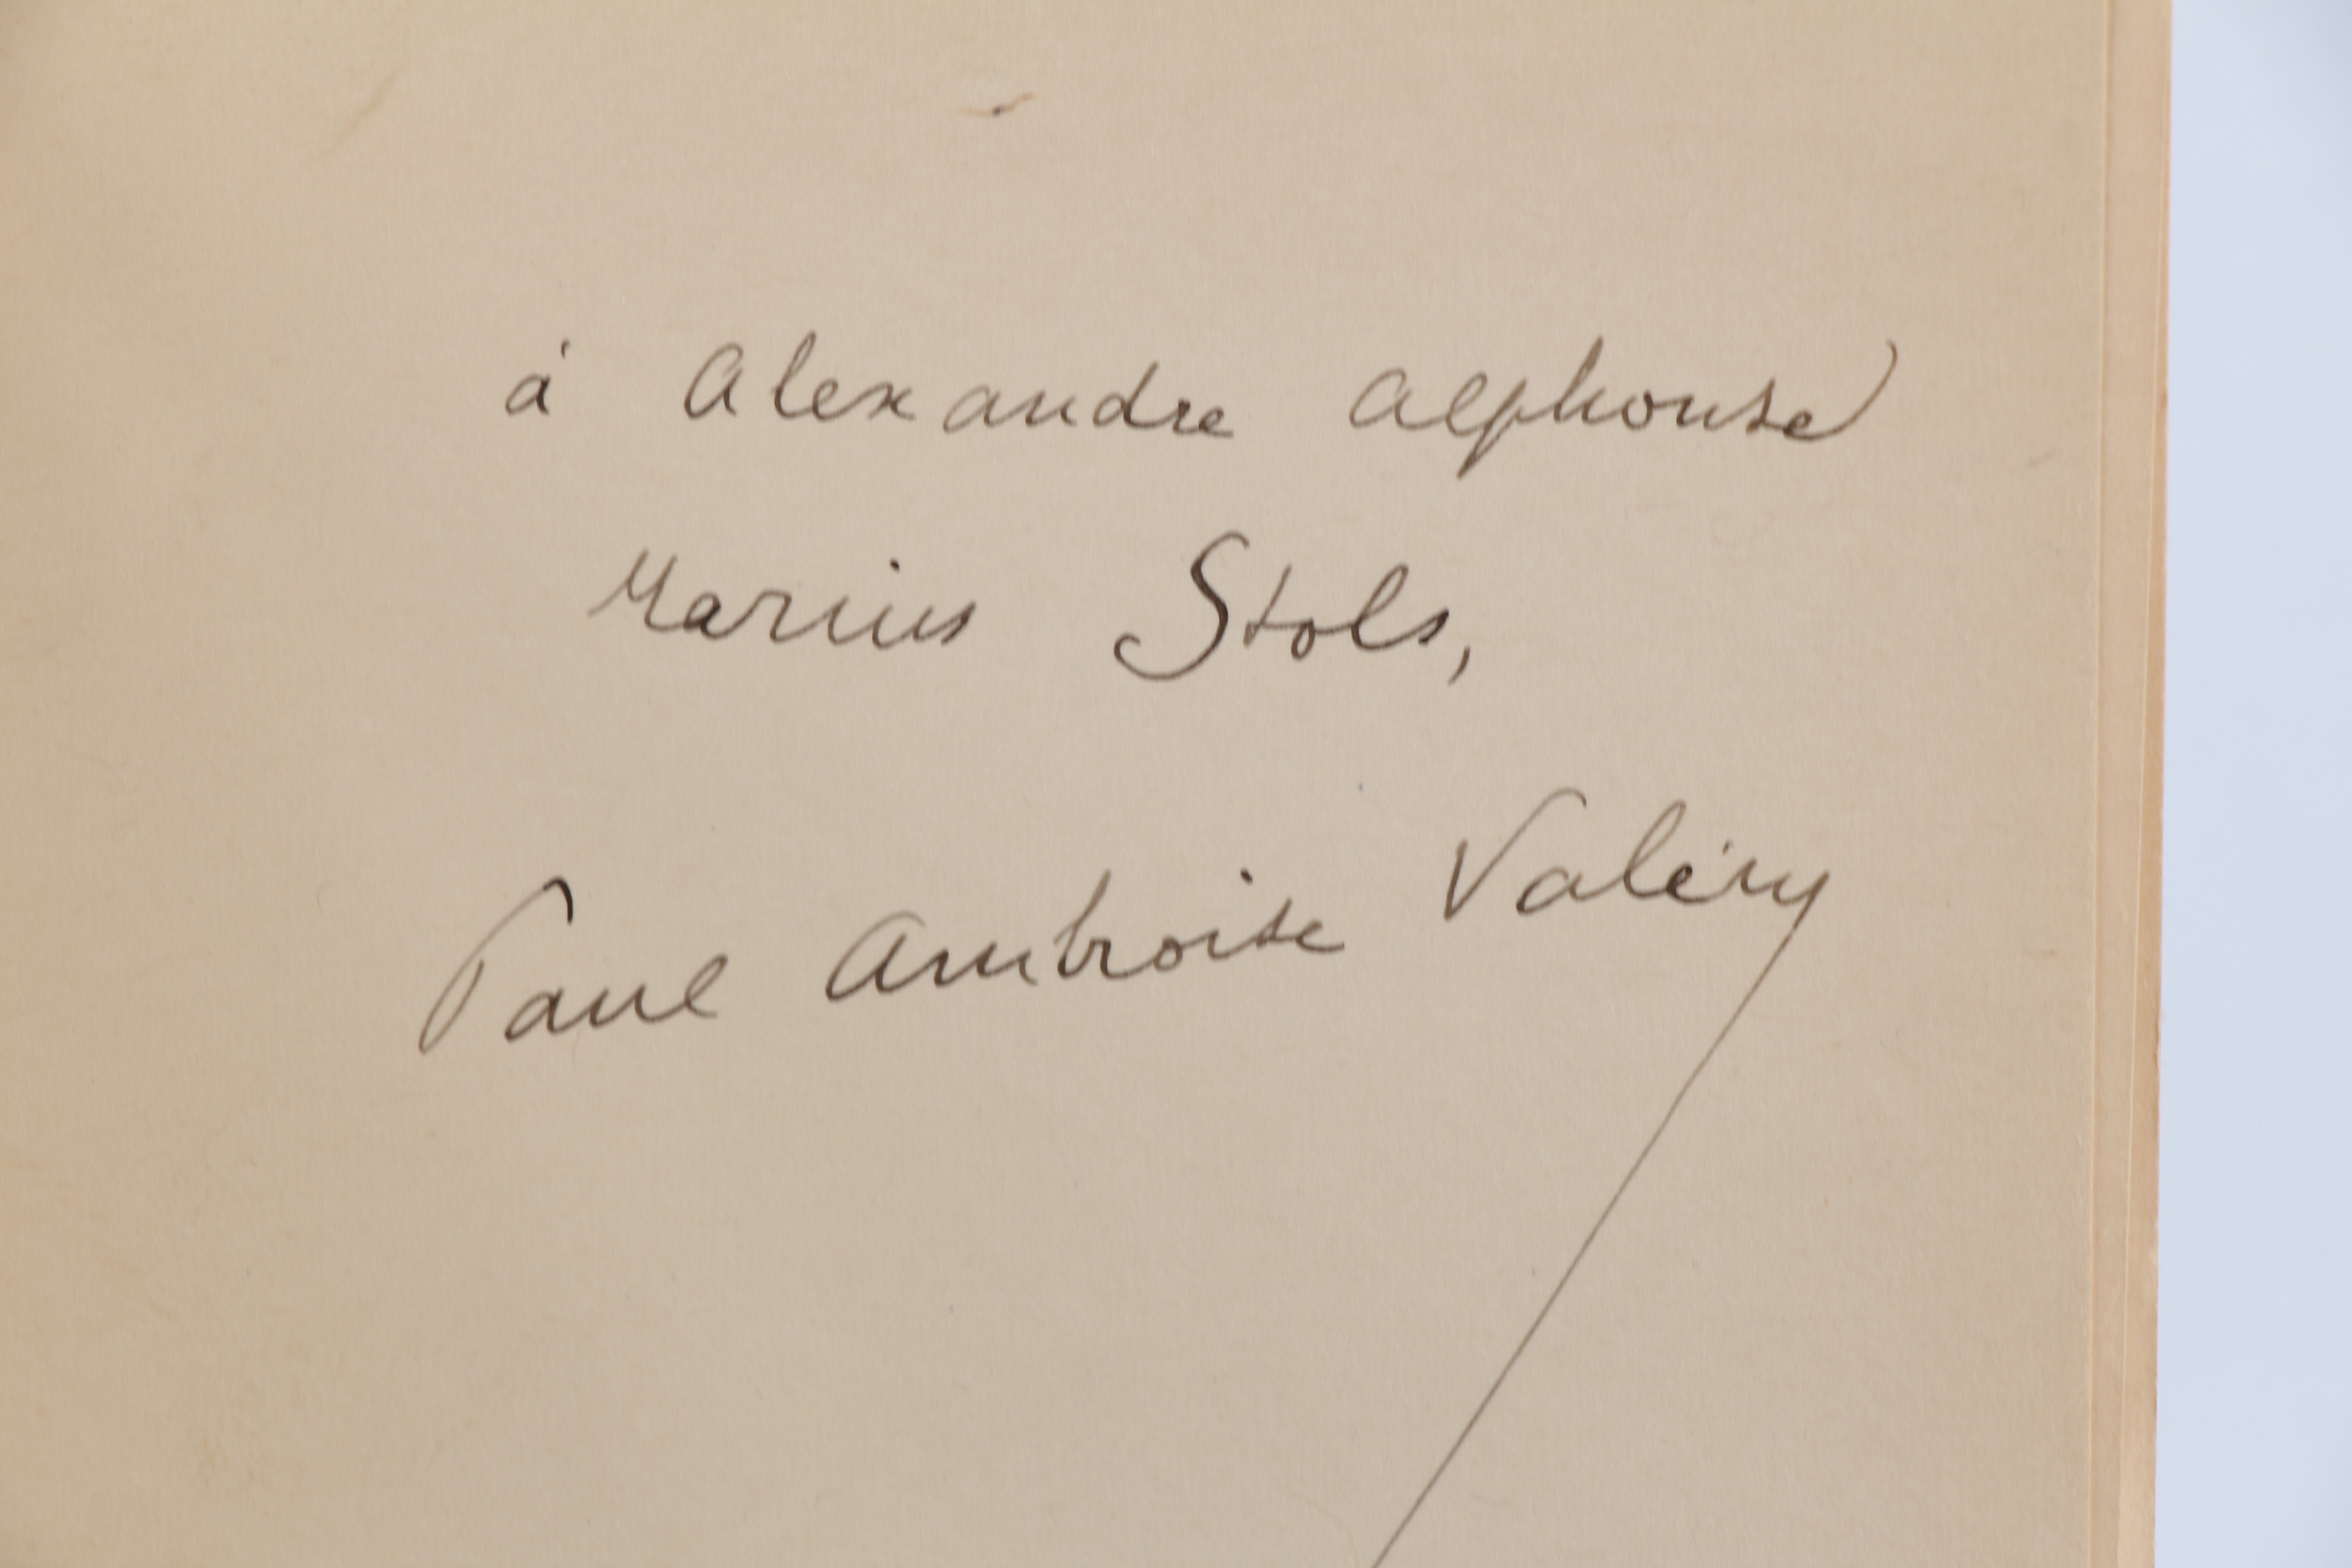 à Alexandre Alphonse
Marius Stols,
Paul Ambroise Valéry